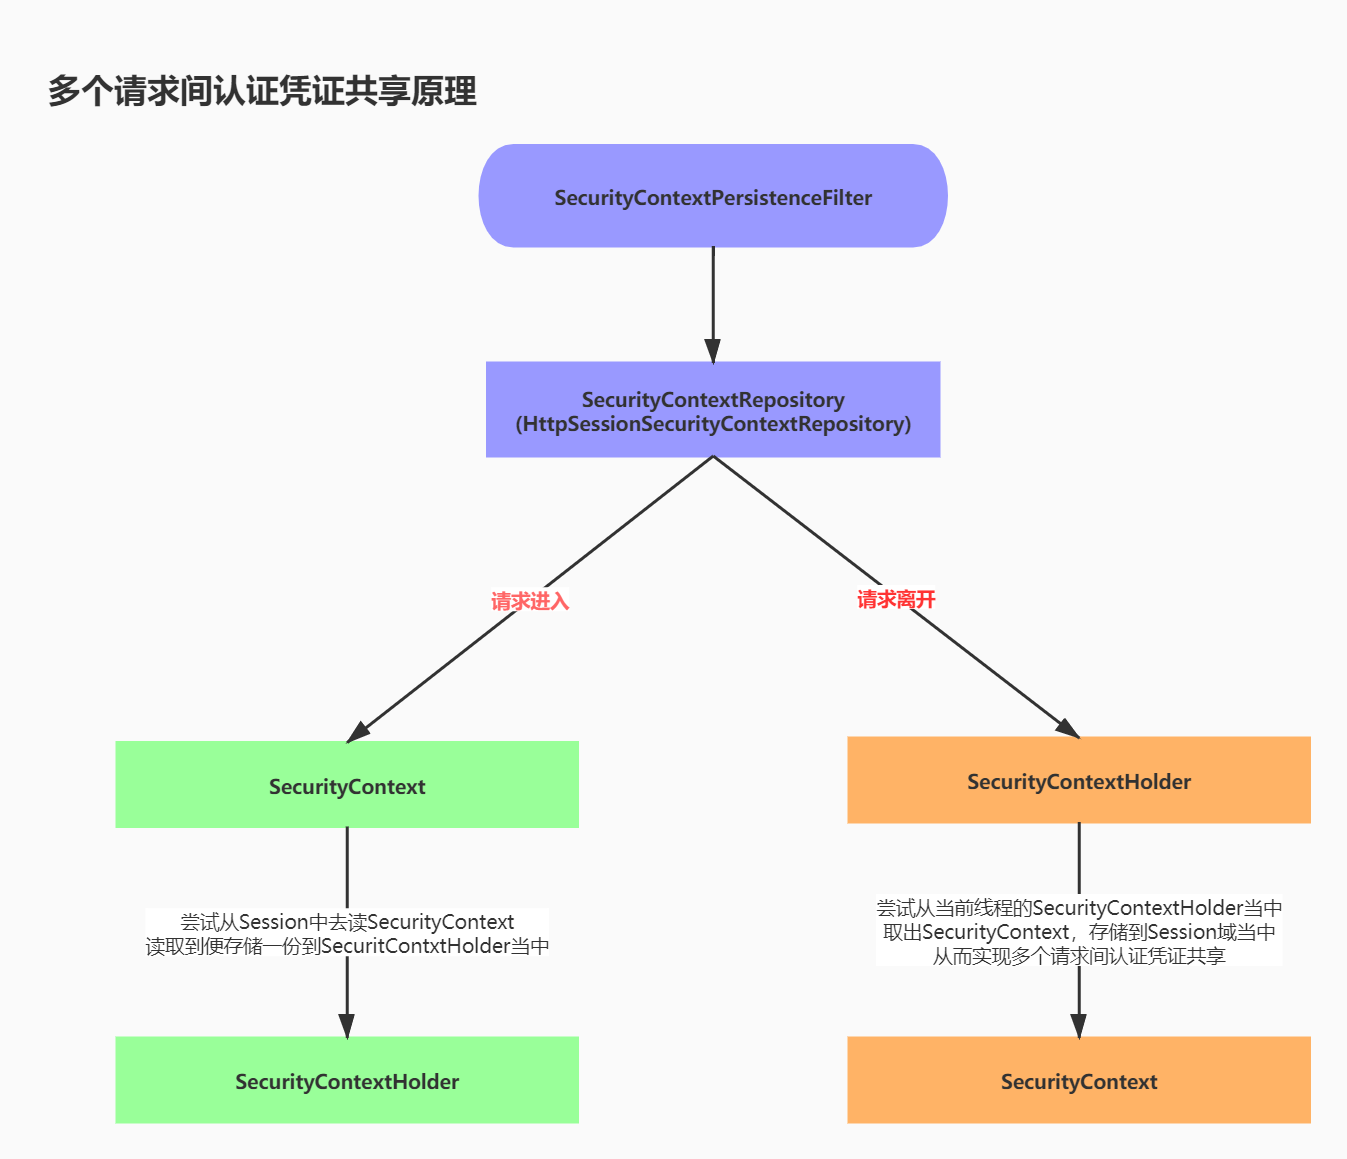 多个请求间认证凭证共享原理
SecurityContextPersistenceFilter
SecurityContextRepository
(HttpSessionSecurityContextRepository)
请求进入
请求离开
SecurityContext
SecurityContextHolder
尝试从Session中去读SecurityContext
读取到便存储一份到SecuritContxtHolder当中
尝试从当前线程的SecurityContextHolder当中
取出SecurityContext，存储到Session域当中
从而实现多个请求间认证凭证共享
SecurityContextHolder
SecurityContext